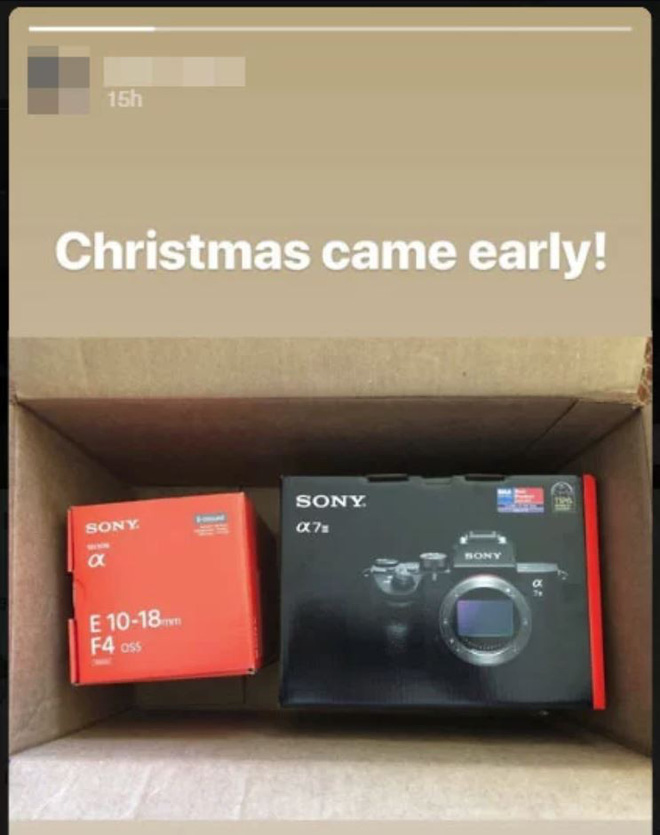 15h
Christmas came early!
SONY
α
E 10-18mm
F4 OSS
SONY
α7III
SONY
α